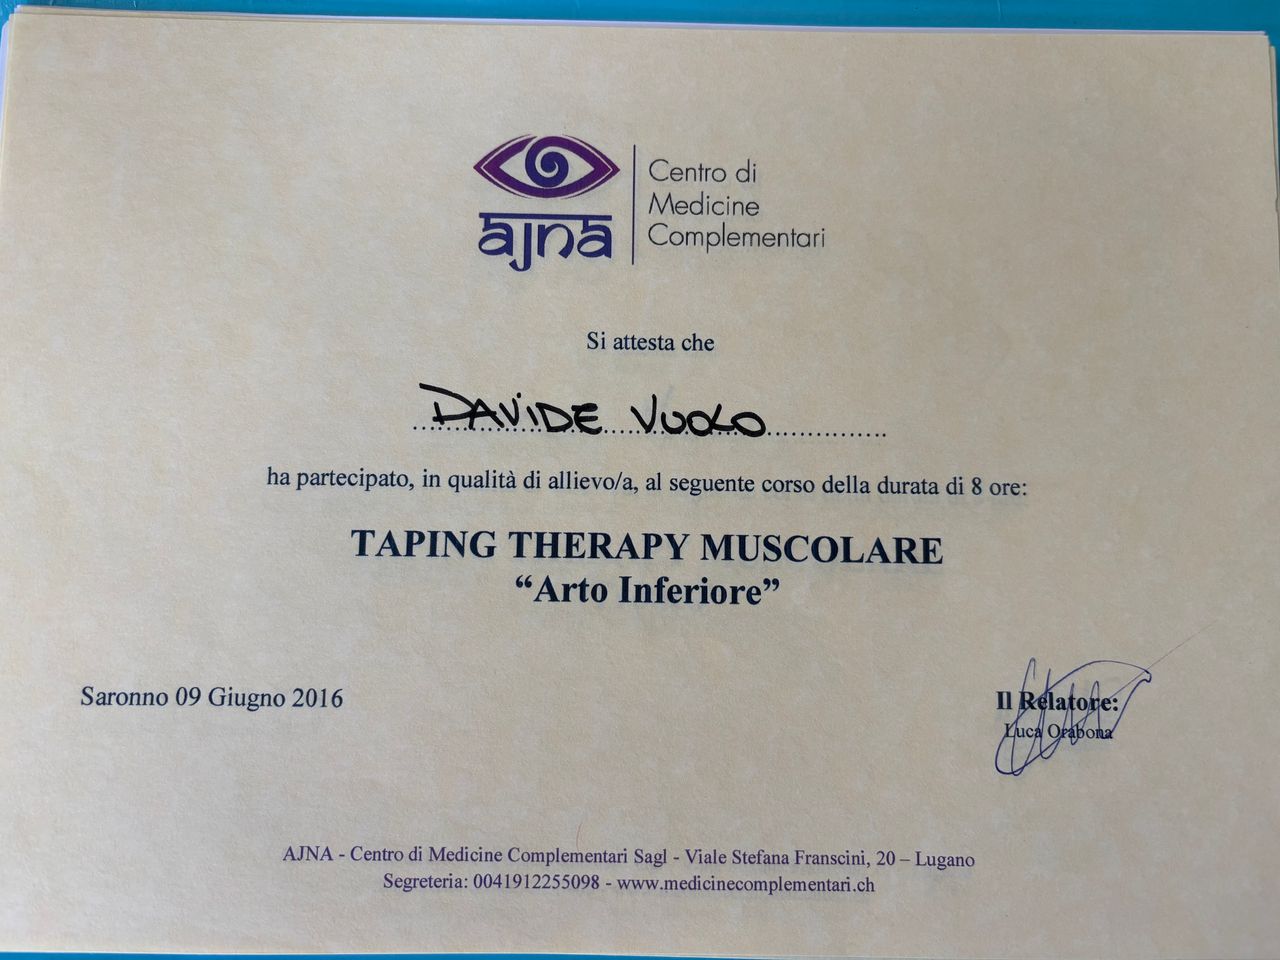 ajna
Centro di
Medicine
Complementari
Si attesta che
DAVIDE VUOLO
ha partecipato, in qualità di allievo/a, al seguente corso della durata di 8 ore:
TAPING THERAPY MUSCOLARE
“Arto Inferiore”
Saronno 09 Giugno 2016
Il Relatore:
Luca Orabona
AJNA - Centro di Medicine Complementari Sagl - Viale Stefana Franscini, 20 – Lugano
Segreteria: 0041912255098 - www.medicinecomplementari.ch